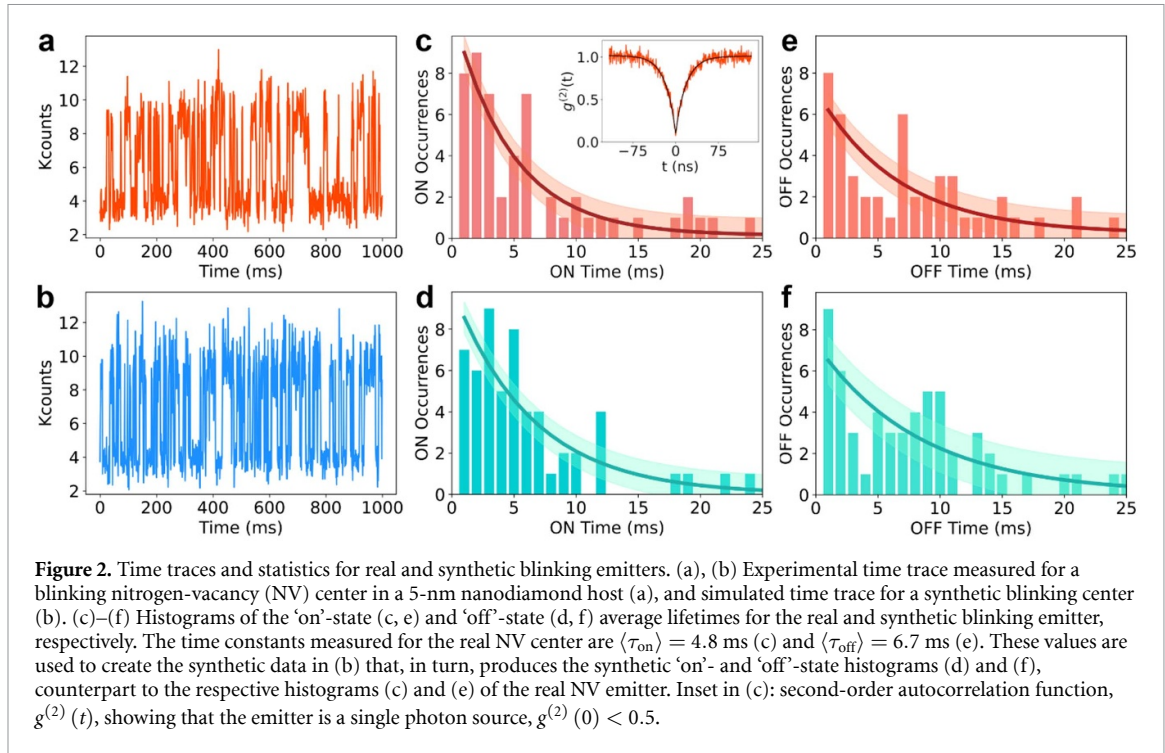 a
Kcounts
12
10
8
6
4
2
0 200 400 600 800 1000
Time (ms)
c
ON Occurrences
8
6
4
2
0
0 5 10 15 20 25
ON Time (ms)
g(2)(t)
1.0
0.5
0.0
−75 0 75
t (ns)
e
OFF Occurrences
8
6
4
2
0
0 5 10 15 20 25
OFF Time (ms)
b
Kcounts
12
10
8
6
4
2
0 200 400 600 800 1000
Time (ms)
d
ON Occurrences
8
6
4
2
0
0 5 10 15 20 25
ON Time (ms)
f
OFF Occurrences
8
6
4
2
0
0 5 10 15 20 25
OFF Time (ms)
Figure 2. Time traces and statistics for real and synthetic blinking emitters. (a), (b) Experimental time trace measured for a
blinking nitrogen-vacancy (NV) center in a 5-nm nanodiamond host (a), and simulated time trace for a synthetic blinking center
(b). (c)–(f) Histograms of the ‘on’-state (c, e) and ‘off’-state (d, f) average lifetimes for the real and synthetic blinking emitter,
respectively. The time constants measured for the real NV center are ⟨τon⟩ = 4.8 ms (c) and ⟨τoff⟩ = 6.7 ms (e). These values are
used to create the synthetic data in (b) that, in turn, produces the synthetic ‘on’- and ‘off’-state histograms (d) and (f),
counterpart to the respective histograms (c) and (e) of the real NV emitter. Inset in (c): second-order autocorrelation function,
g(2) (t), showing that the emitter is a single photon source, g(2) (0) < 0.5.